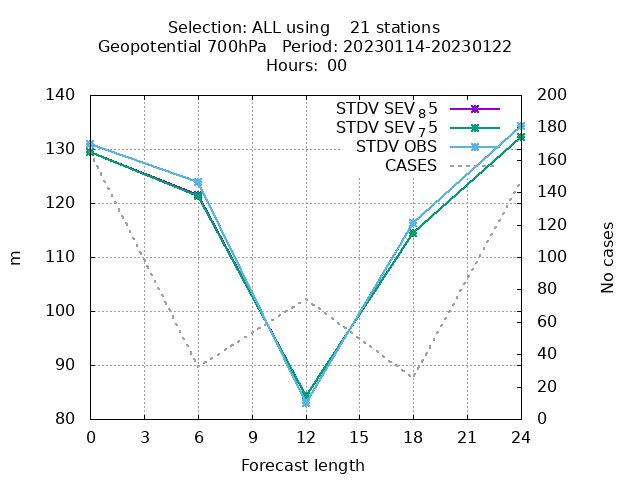 Selection: ALL using    21 stations
Geopotential 700hPa   Period: 20230114-20230122
Hours:  00
STDV SEV 8 5
STDV SEV 7 5
STDV OBS
CASES
140
130
120
110
100
90
80
m
200
180
160
140
120
100
80
60
40
20
0
No cases
0 3 6 9 12 15 18 21 24
Forecast length